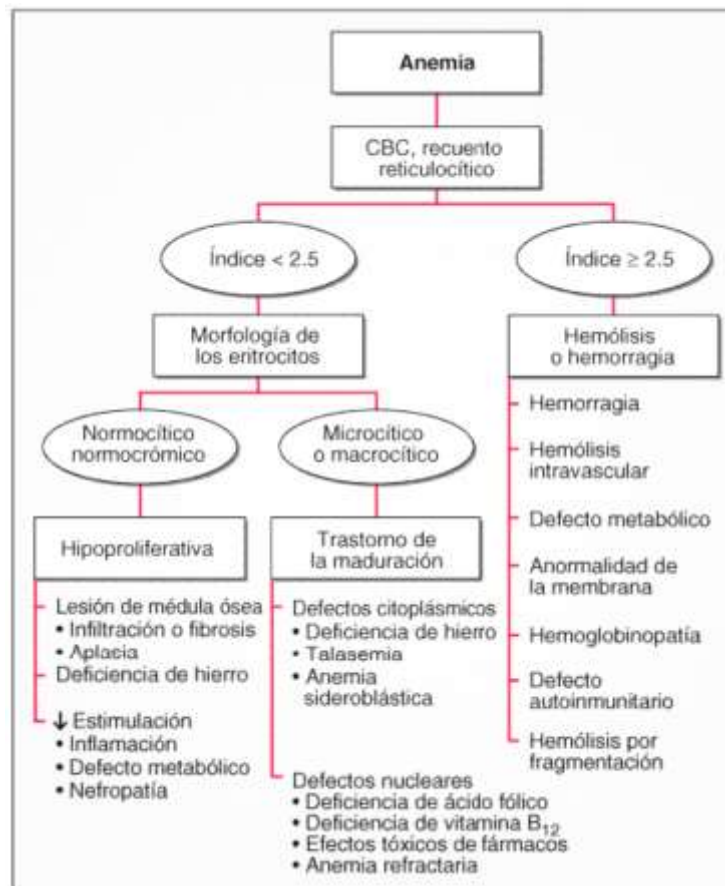 Anemia
CBC, recuento
reticulocítico
Índice < 2.5
Índice ≥ 2.5
Morfología de
los eritrocitos
Hemólisis
o hemorragia
Normocítico
normocrómico
Microcítico
o macrocítico
Hipoproliferativa
Trastorno de
la maduración
Lesión de médula ósea
• Infiltración o fibrosis
• Aplasia
Deficiencia de hierro
↓ Estimulación
• Inflamación
• Defecto metabólico
• Nefropatía
Defectos citoplásmicos
• Deficiencia de hierro
• Talasemia
• Anemia
sideroblástica
Defectos nucleares
• Deficiencia de ácido fólico
• Deficiencia de vitamina B12
• Efectos tóxicos de fármacos
• Anemia refractaria
Hemorragia
Hemólisis
intravascular
Defecto metabólico
Anormalidad de
la membrana
Hemoglobinopatía
Defecto
autoinmunitario
Hemólisis por
fragmentación